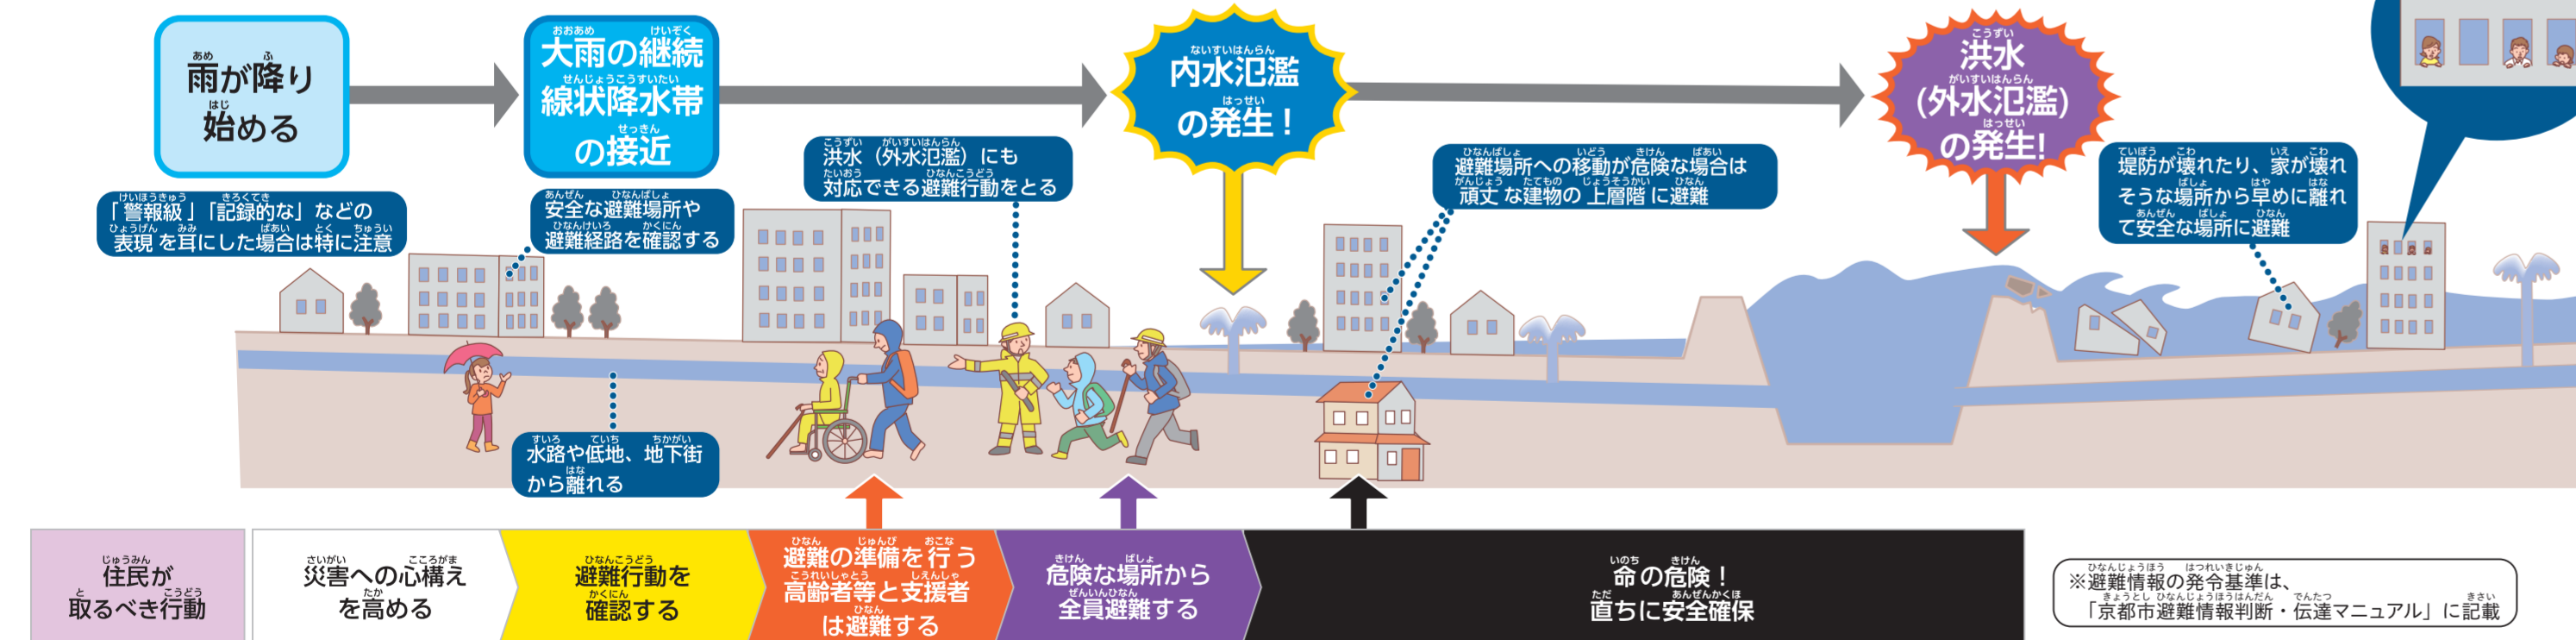 雨が降り
始める
大雨の継続
線状降水帯
の接近
内水氾濫
の発生！
洪水
(外水氾濫)
の発生!
「警報級」「記録的な」などの
表現を耳にした場合は特に注意
安全な避難場所や
避難経路を確認する
洪水（外水氾濫）にも
対応できる避難行動をとる
避難場所への移動が危険な場合は
頑丈な建物の上層階に避難
堤防が壊れたり、家が壊れ
そうな場所から早めに離れ
て安全な場所に避難
水路や低地、地下街
から離れる
住民が
取るべき行動
災害への心構え
を高める
避難行動を
確認する
避難の準備を行う
高齢者等と支援者
は避難する
危険な場所から
全員避難する
命の危険！
直ちに安全確保
※避難情報の発令基準は、
「京都市避難情報判断・伝達マニュアル」に記載